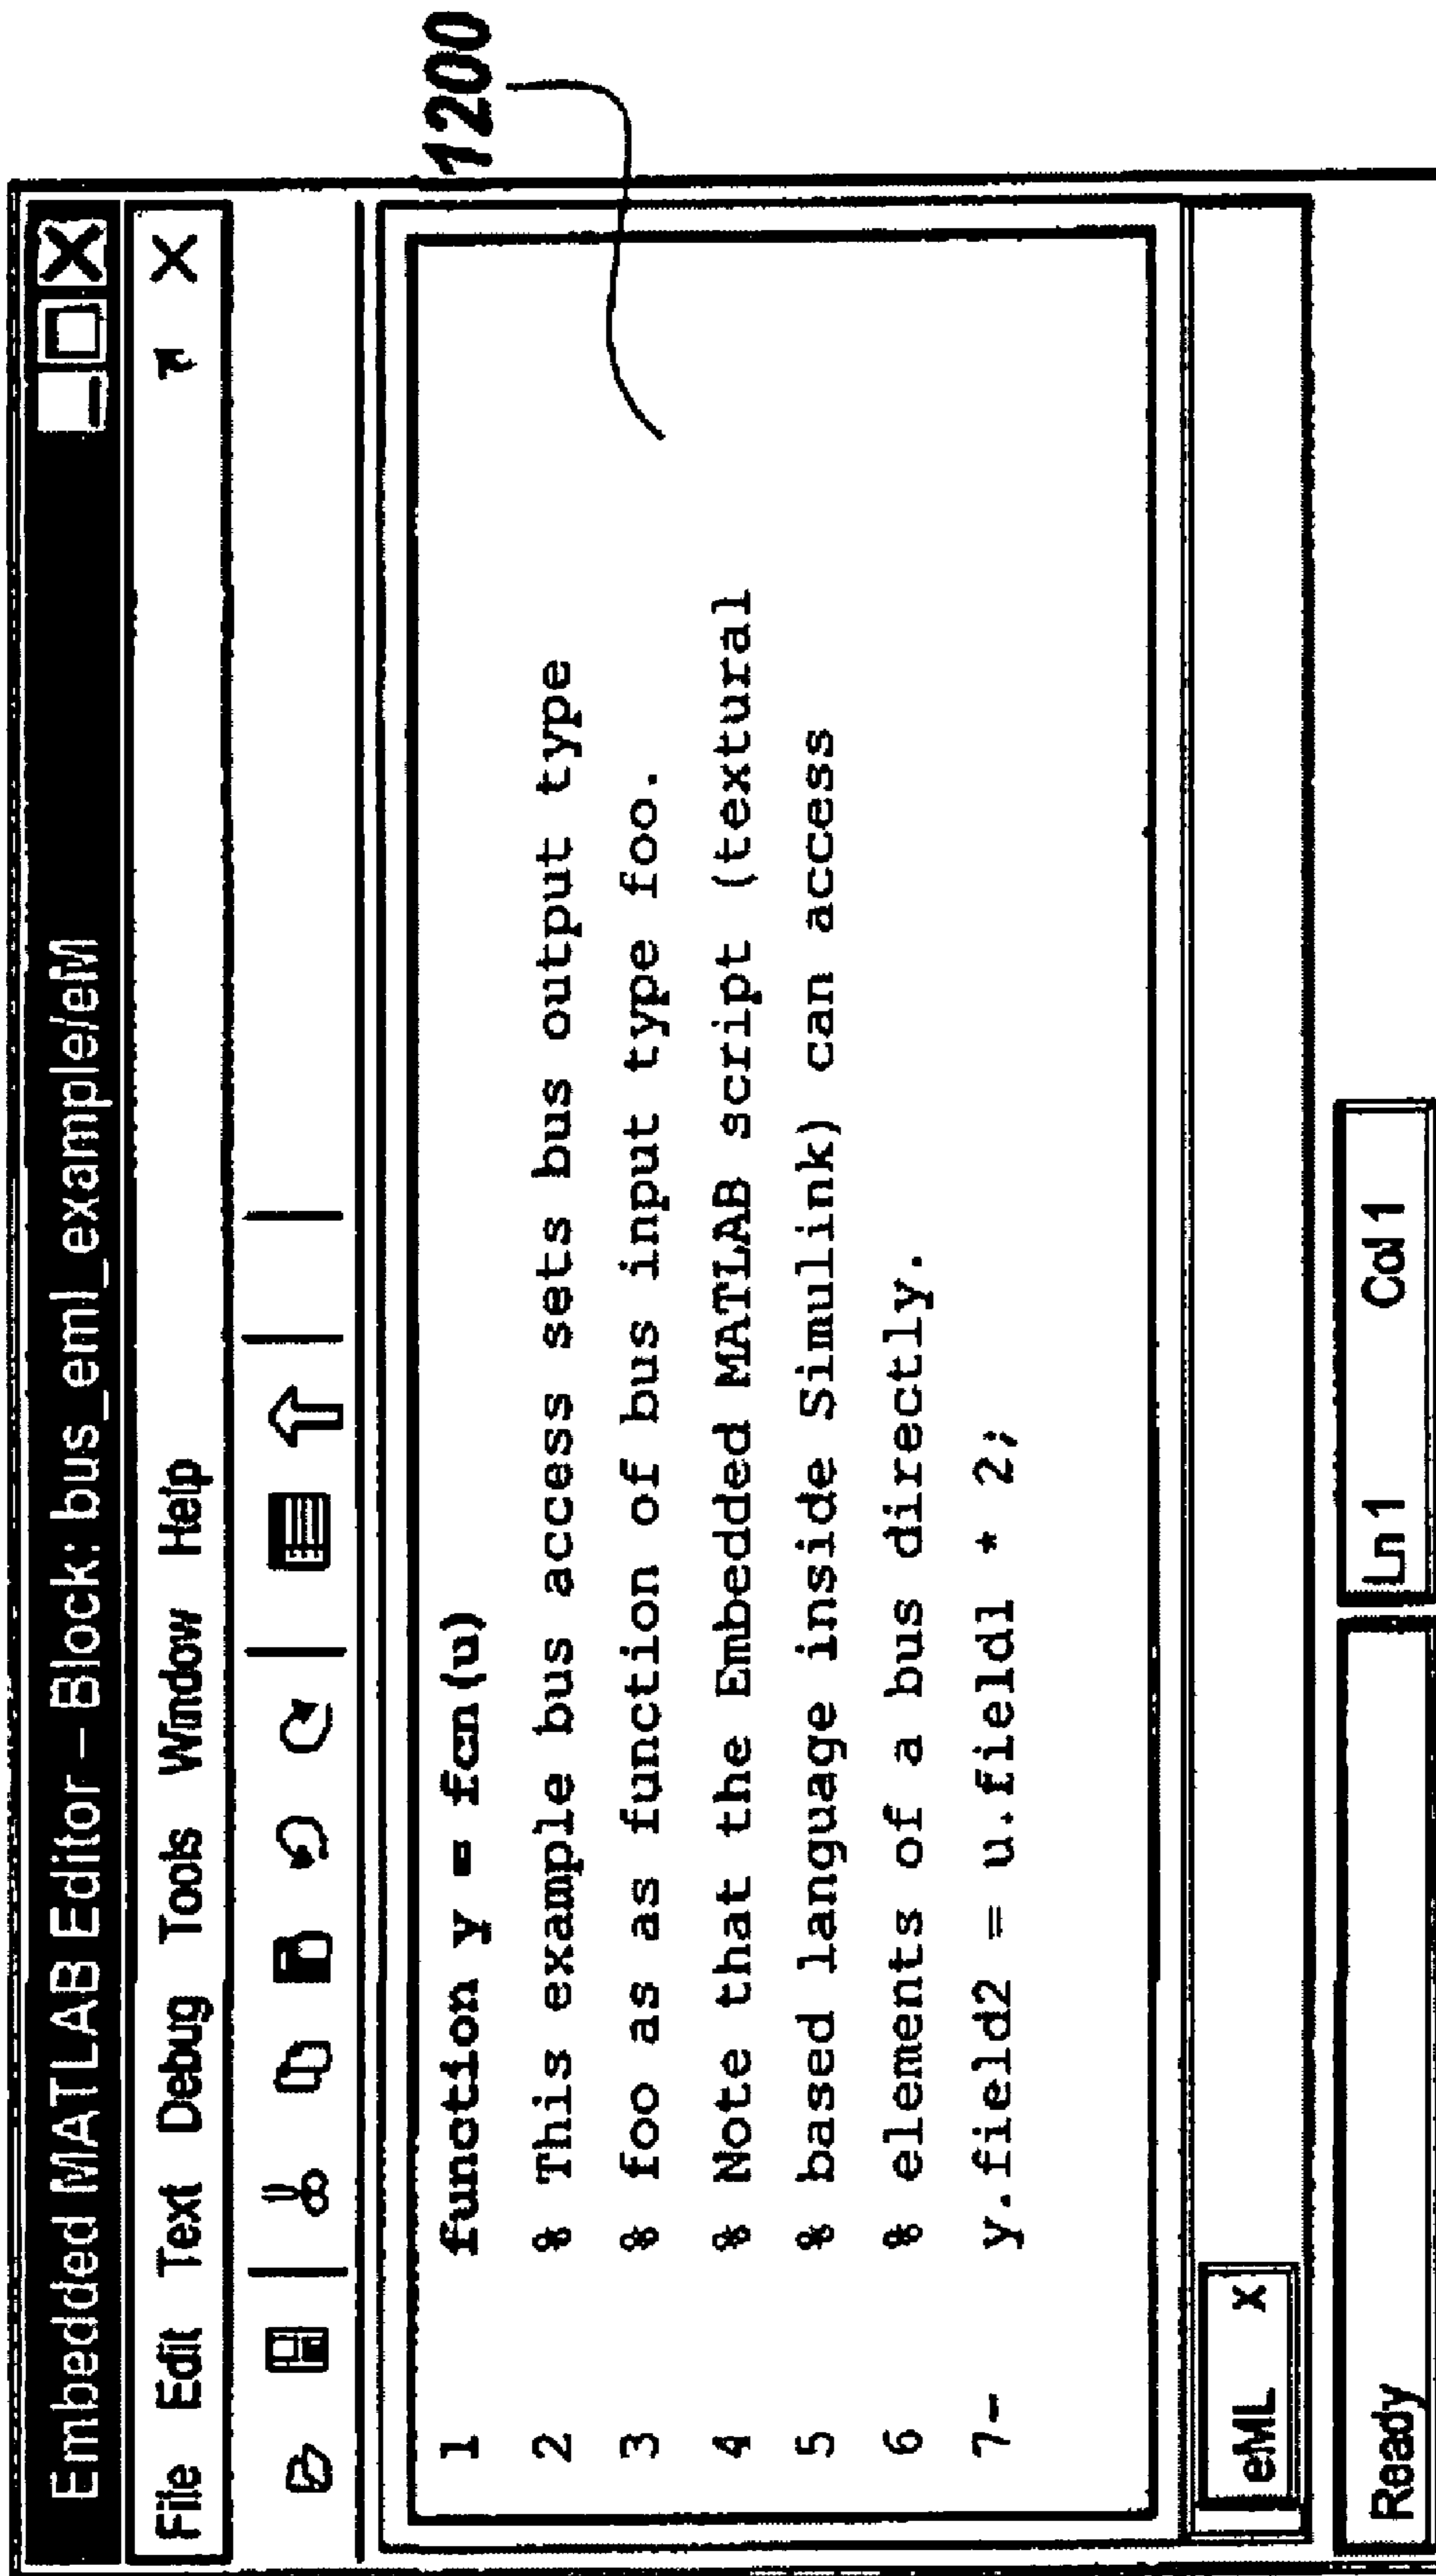 1200
Embedded MATLAB Editor – Block: bus_eml_example/eM
File Edit Text Debug Tools Window Help
1 function y = fcn(u)
2 % This example bus access sets bus output type
3 % foo as as function of bus input type foo.
4 % Note that the Embedded MATLAB script (textural
5 % based language inside Simulink) can access
6 % elements of a bus directly.
7- y.field2 = u.field1 * 2;
eML x
Ready Ln 1 Col 1